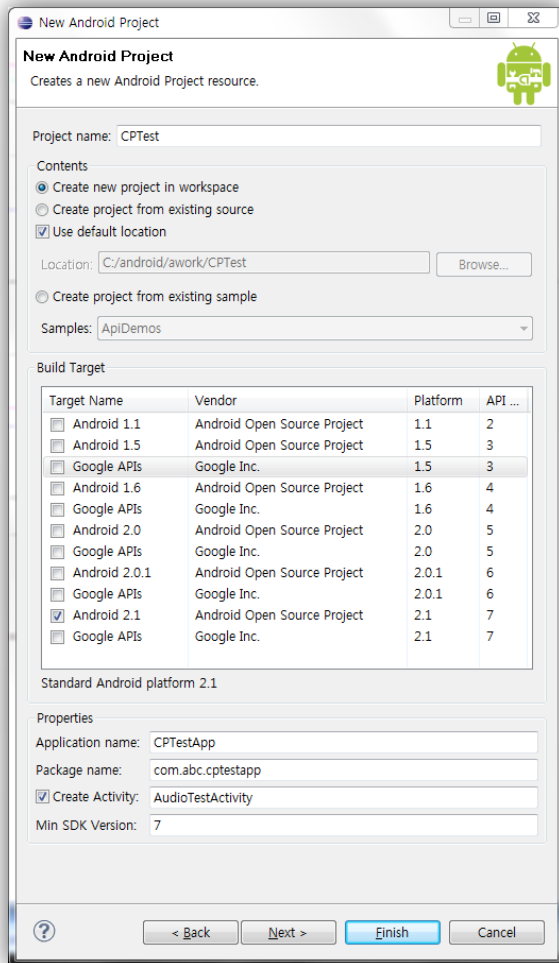 New Android Project
New Android Project
Creates a new Android Project resource.
Project name: CPTest
Contents
Create new project in workspace
Create project from existing source
Use default location
Location: C:/android/awork/CPTest Browse...
Create project from existing sample
Samples: ApiDemos
Build Target
Target Name Vendor Platform API ...
Android 1.1 Android Open Source Project 1.1 2
Android 1.5 Android Open Source Project 1.5 3
Google APIs Google Inc. 1.5 3
Android 1.6 Android Open Source Project 1.6 4
Google APIs Google Inc. 1.6 4
Android 2.0 Android Open Source Project 2.0 5
Google APIs Google Inc. 2.0 5
Android 2.0.1 Android Open Source Project 2.0.1 6
Google APIs Google Inc. 2.0.1 6
Android 2.1 Android Open Source Project 2.1 7
Google APIs Google Inc. 2.1 7
Standard Android platform 2.1
Properties
Application name: CPTestApp
Package name: com.abc.cptestapp
Create Activity: AudioTestActivity
Min SDK Version: 7
? < Back Next > Finish Cancel